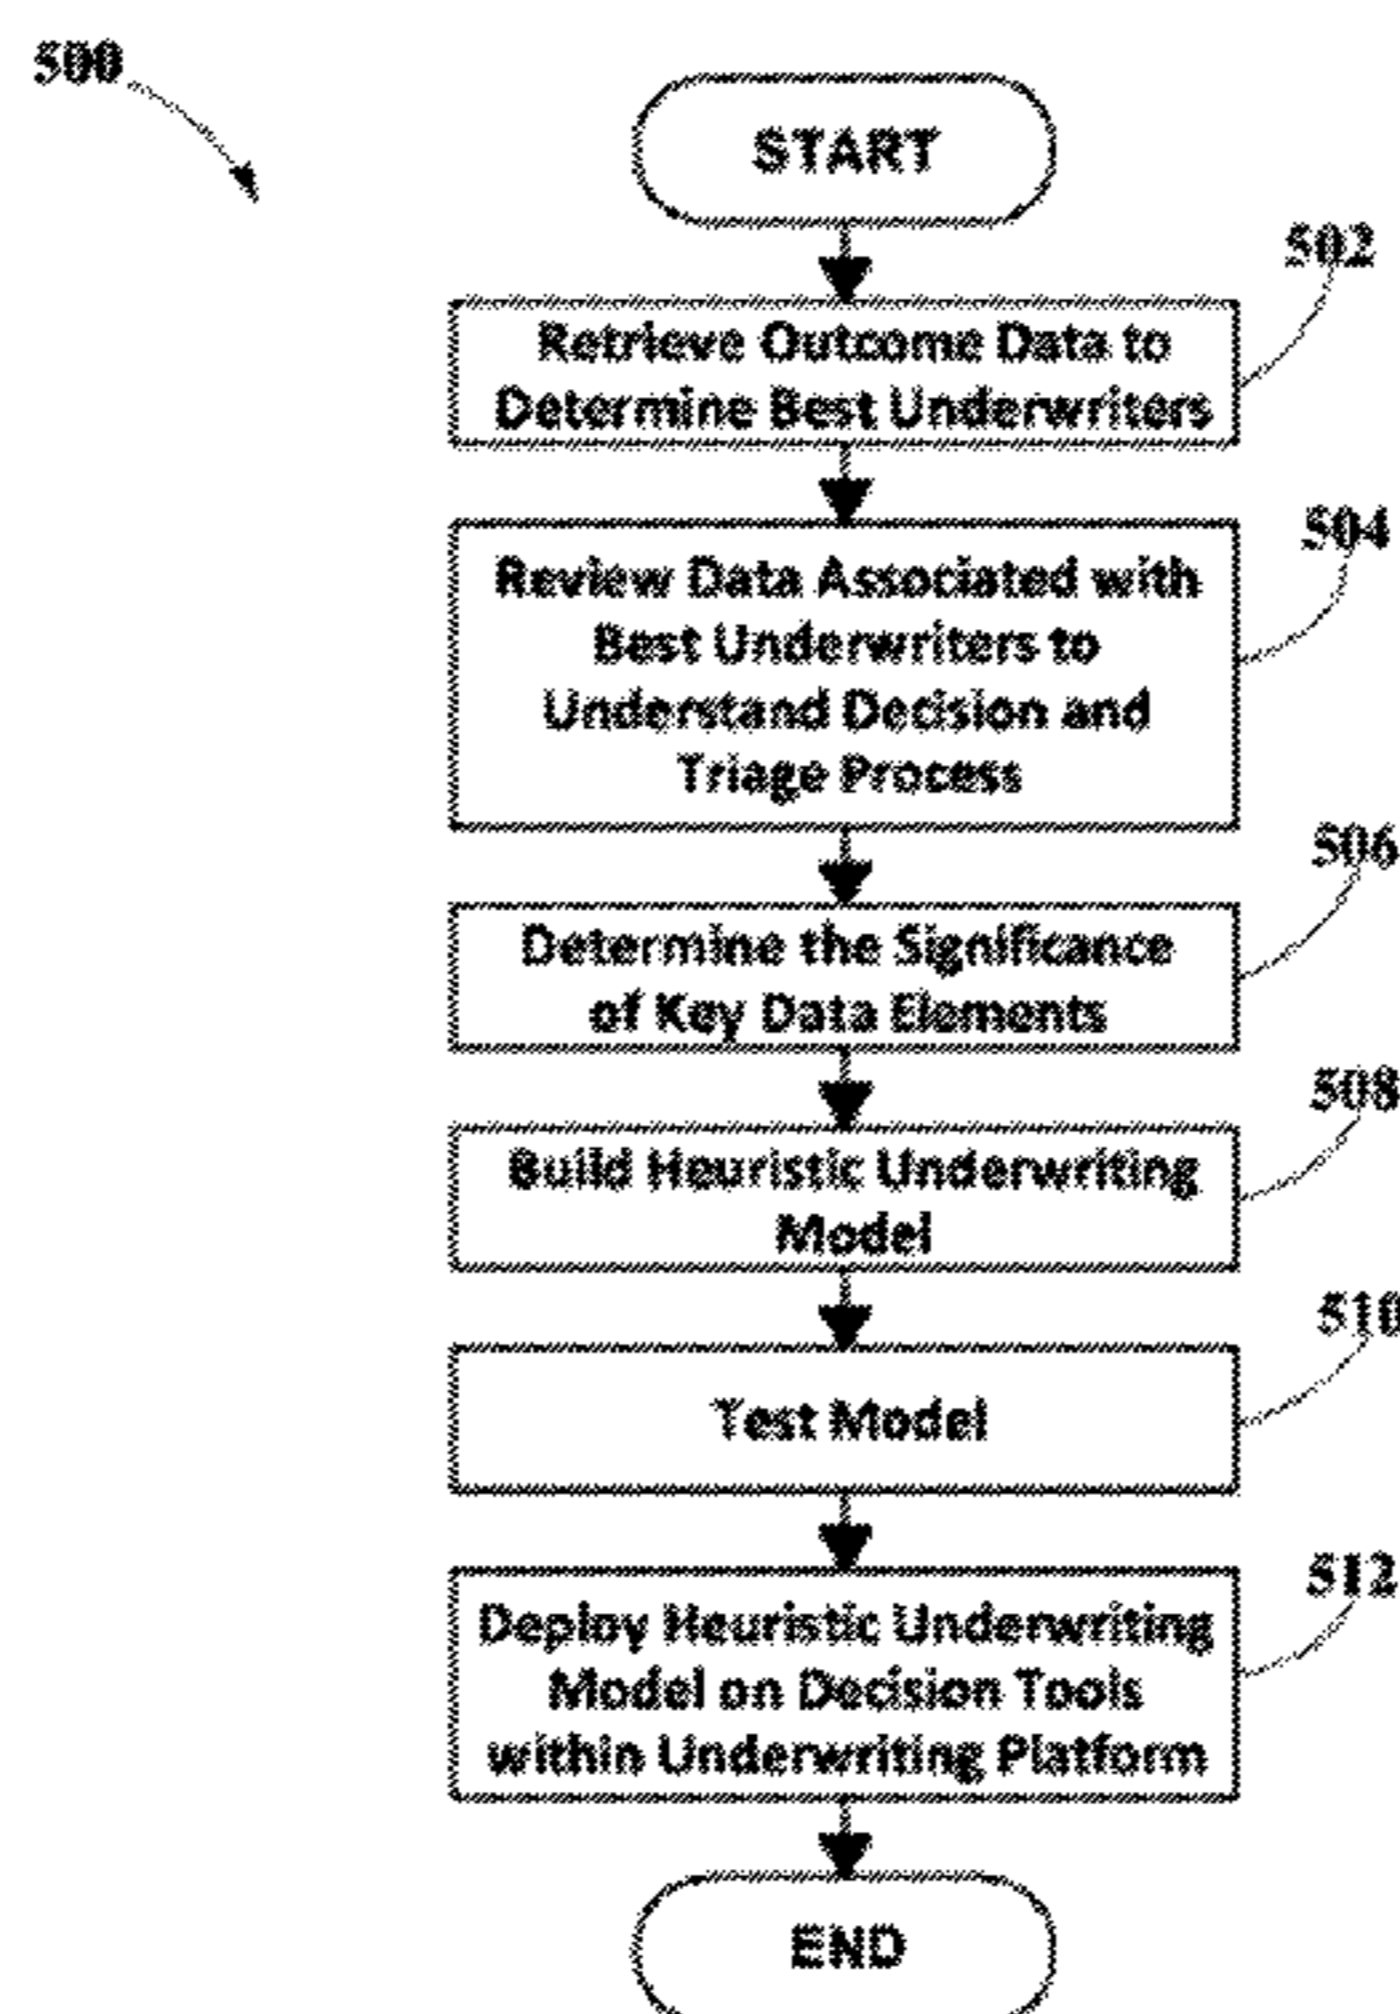 500
START
502
Retrieve Outcome Data to
Determine Best Underwriters
504
Review Data Associated with
Best Underwriters to
Understand Decision and
Triage Process
506
Determine the Significance
of Key Data Elements
508
Build Heuristic Underwriting
Model
510
Test Model
512
Deploy Heuristic Underwriting
Model on Decision Tools
within Underwriting Platform
END